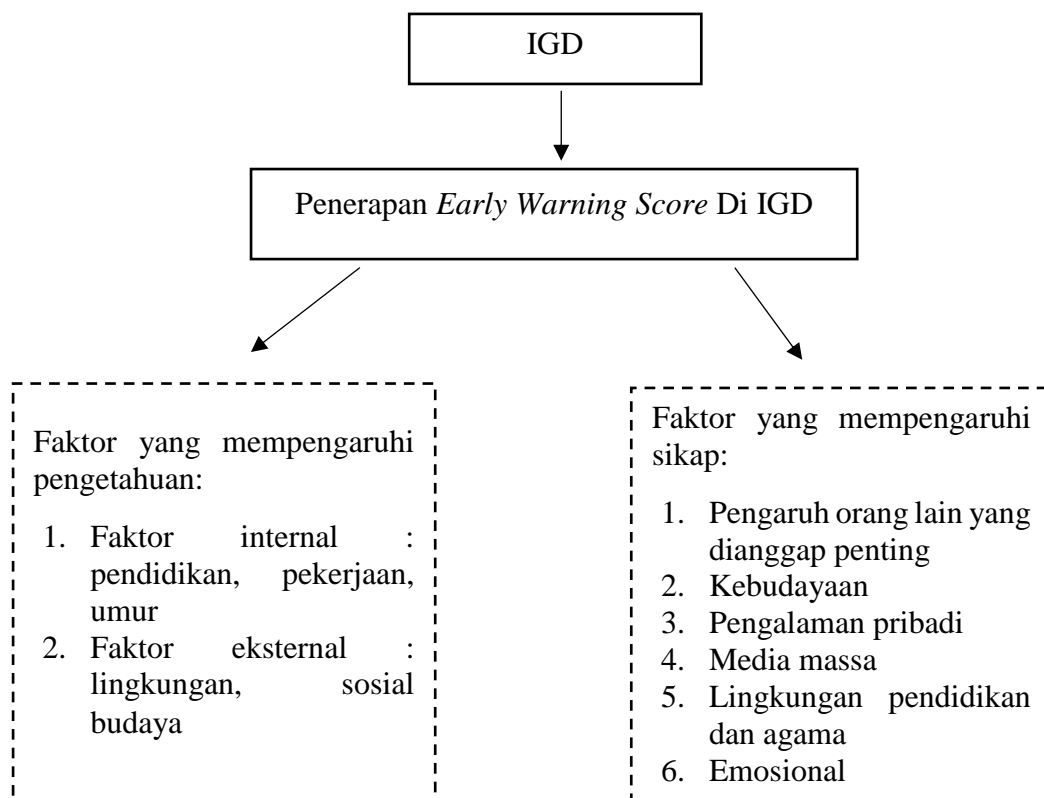 IGD
Penerapan Early Warning Score Di IGD
Faktor yang mempengaruhi
pengetahuan:
1. Faktor internal :
pendidikan, pekerjaan,
umur
2. Faktor eksternal :
lingkungan, sosial
budaya
Faktor yang mempengaruhi
sikap:
1. Pengaruh orang lain yang
dianggap penting
2. Kebudayaan
3. Pengalaman pribadi
4. Media massa
5. Lingkungan pendidikan
dan agama
6. Emosional